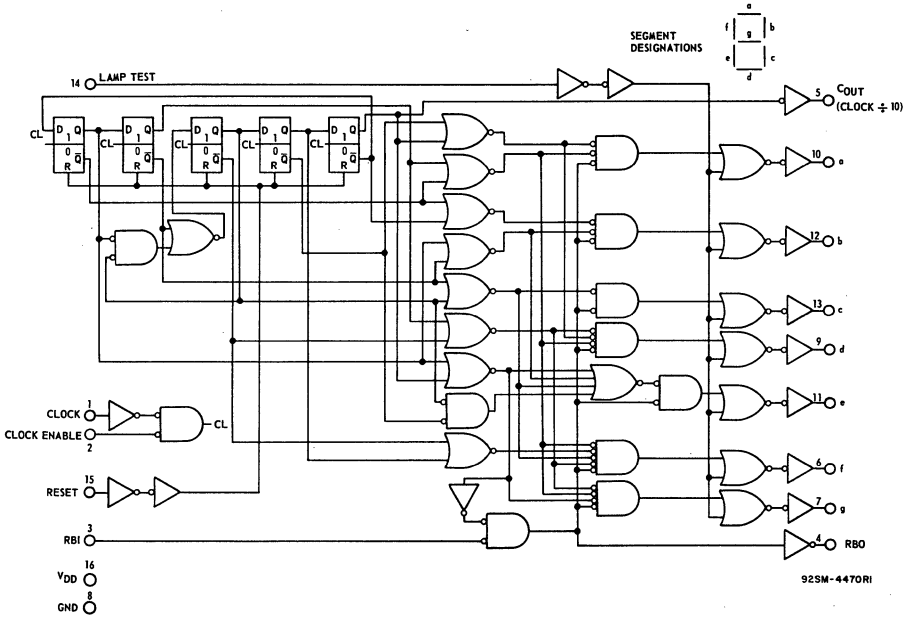 a
f
b
g
e
c
d
SEGMENT
DESIGNATIONS
14 LAMP TEST
5 COUT
(CLOCK ÷ 10)
D 1 Q
CL
0 Q̅
R
D 1 Q
CL
0 Q̅
R
D 1 Q
CL
0 Q̅
R
D 1 Q
CL
0 Q̅
R
D 1 Q
CL
0 Q̅
R
10 a
12 b
13 c
9 d
11 e
6 f
7 g
1
CLOCK
CL
CLOCK ENABLE
2
15
RESET
3
RBI
4 RBO
16
VDD
8
GND
92SM-4470RI